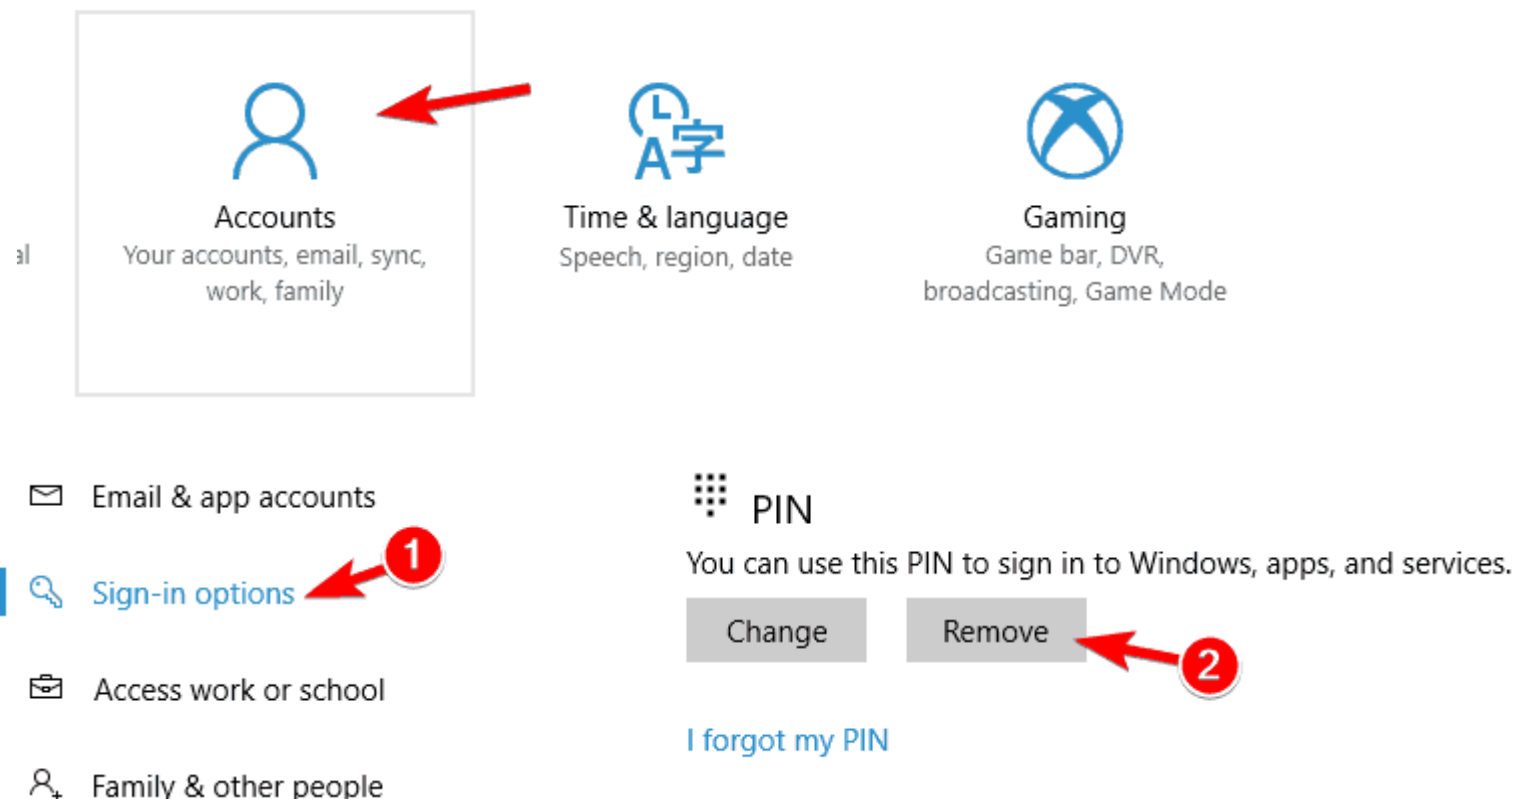 Accounts
Your accounts, email, sync,
work, family
Time & language
Speech, region, date
Gaming
Game bar, DVR,
broadcasting, Game Mode
al
Email & app accounts
1
Sign-in options
Access work or school
Family & other people
PIN
You can use this PIN to sign in to Windows, apps, and services.
Change
Remove
2
I forgot my PIN